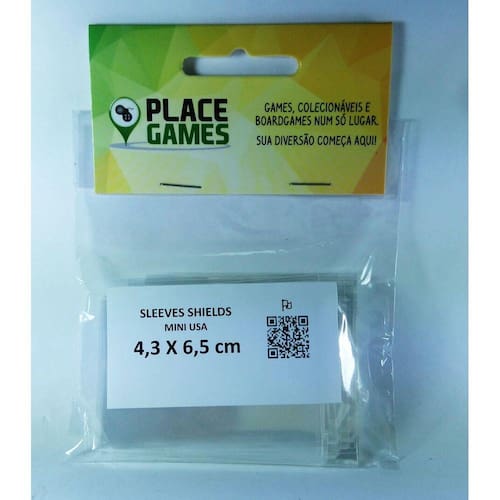 PLACE
GAMES
GAMES, COLECIONÁVEIS E
BOARDGAMES NUM SÓ LUGAR.
SUA DIVERSÃO COMEÇA AQUI!
SLEEVES SHIELDS
MINI USA
4,3 X 6,5 cm